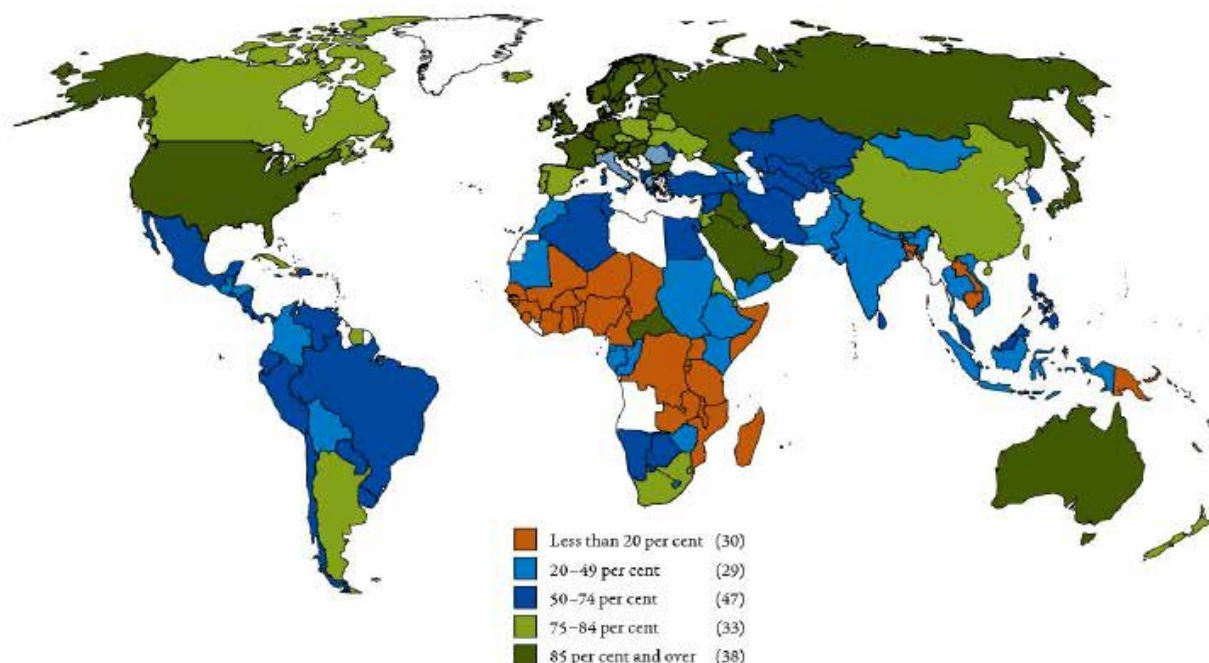 Less than 20 per cent (30)
20–49 per cent (29)
50–74 per cent (47)
75–84 per cent (33)
85 per cent and over (38)